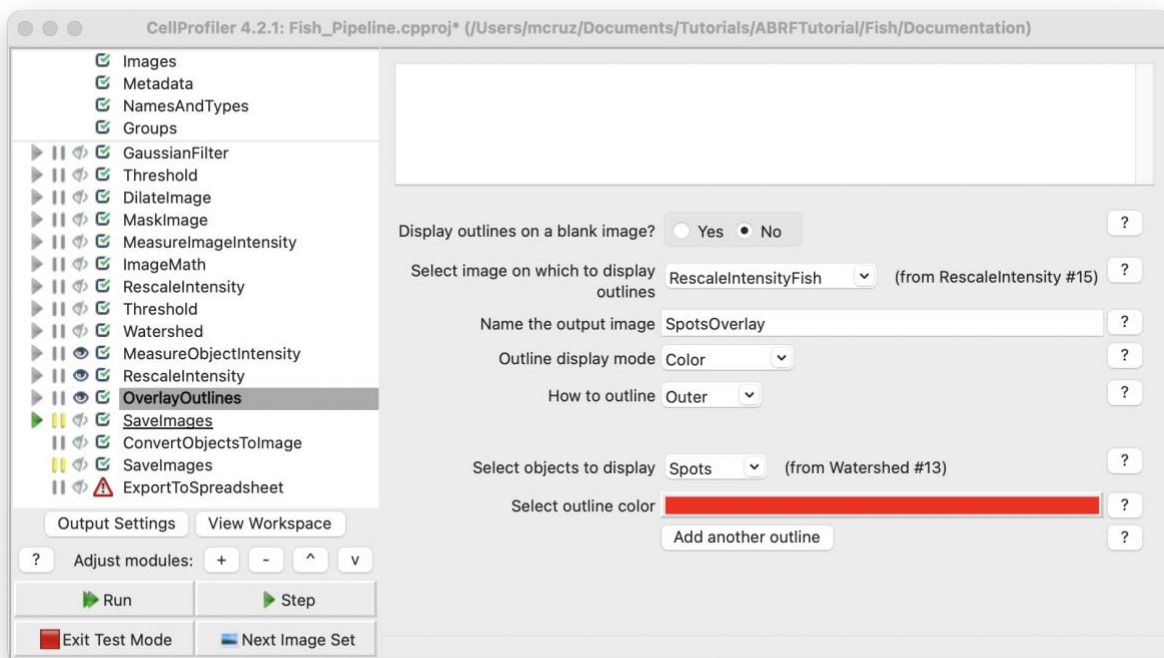 CellProfiler 4.2.1: Fish_Pipeline.cpproj* (/Users/mcruz/Documents/Tutorials/ABRFTutorial/Fish/Documentation)
Images
Metadata
NamesAndTypes
Groups
GaussianFilter
Threshold
DilateImage
MaskImage
MeasureImageIntensity
ImageMath
RescaleIntensity
Threshold
Watershed
MeasureObjectIntensity
RescaleIntensity
OverlayOutlines
SaveImages
ConvertObjectsToImage
SaveImages
ExportToSpreadsheet
Output Settings View Workspace
? Adjust modules: + - ^ v
Run Step
Exit Test Mode Next Image Set
Display outlines on a blank image? Yes No ?
Select image on which to display
outlines RescaleIntensityFish (from RescaleIntensity #15) ?
Name the output image SpotsOverlay ?
Outline display mode Color ?
How to outline Outer ?
Select objects to display Spots (from Watershed #13) ?
Select outline color ?
Add another outline ?